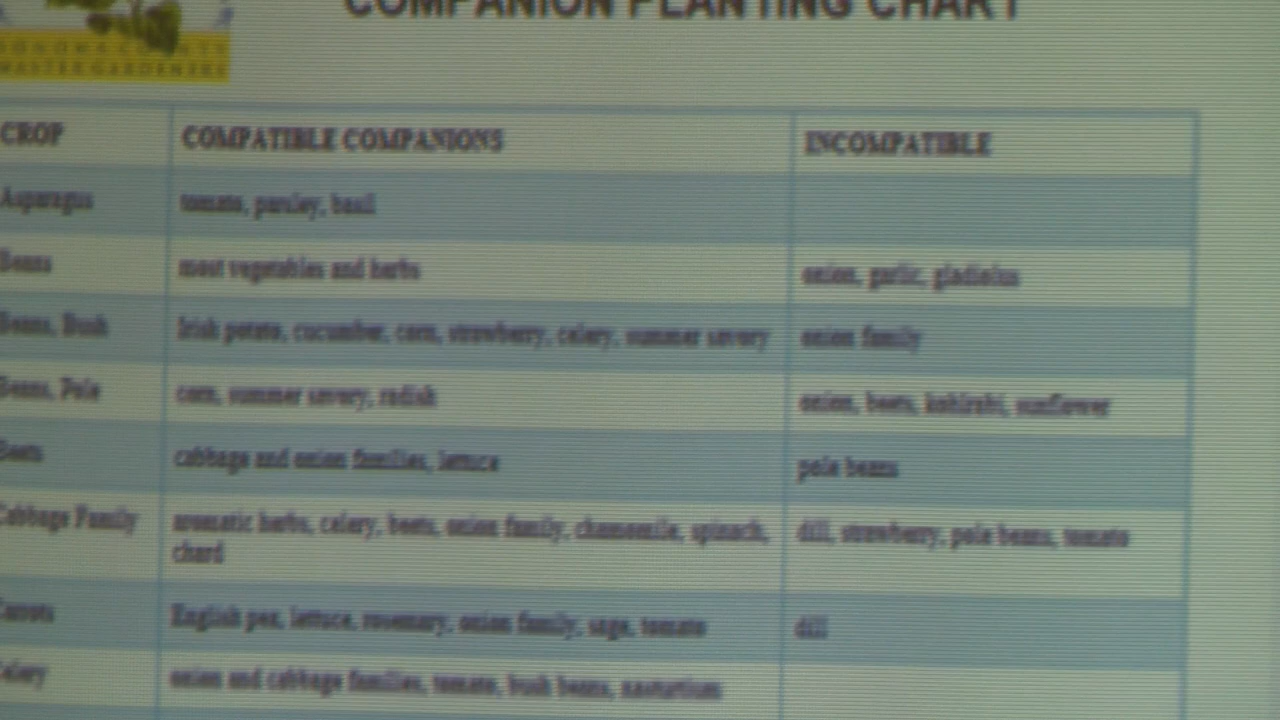 COMPANION PLANTING CHART
SONOMA COUNTY
MASTER GARDENERS
CROP COMPATIBLE COMPANIONS INCOMPATIBLE
Asparagus tomato, parsley, basil
Beans most vegetables and herbs onion, garlic, gladiolus
Beans, Bush Irish potato, cucumber, corn, strawberry, celery, summer savory onion family
Beans, Pole corn, summer savory, radish onion, beets, kohlrabi, sunflower
Beets cabbage and onion families, lettuce pole beans
Cabbage Family aromatic herbs, celery, beets, onion family, chamomile, spinach, dill, strawberry, pole beans, tomato
chard
Carrots English pea, lettuce, rosemary, onion family, sage, tomato dill
Celery onion and cabbage families, tomato, bush beans, nasturtium